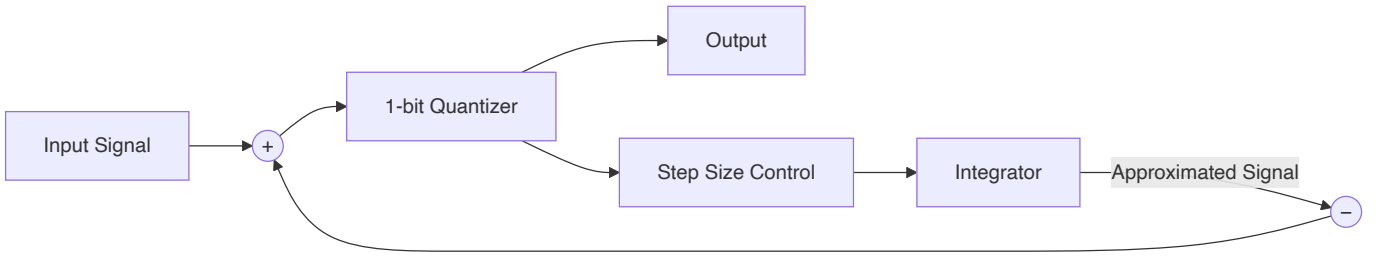 Input Signal
+
1-bit Quantizer
Output
Step Size Control
Integrator
Approximated Signal
−